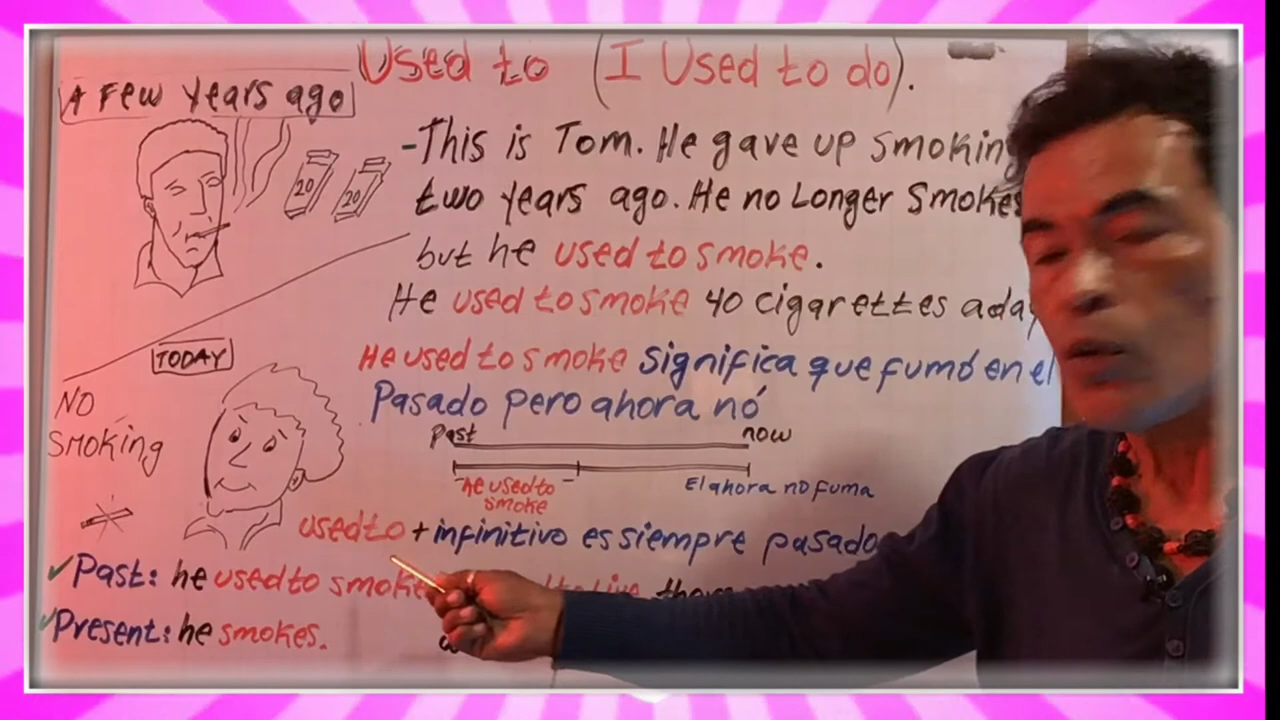 Used to (I Used to do).
A Few Years ago
20 20
-This is Tom. He gave up smokin
two years ago. He no Longer Smokes
but he used to smoke.
He used to smoke 40 cigarettes a day
TODAY
NO
SMOKing
He used to smoke significa que fumó en el
Pasado pero ahora nó
Past now
he used to
smoke
El ahora no fuma
used to + infinitivo es siempre pasado
✓Past: he used to smoke
✓Present: he smokes.